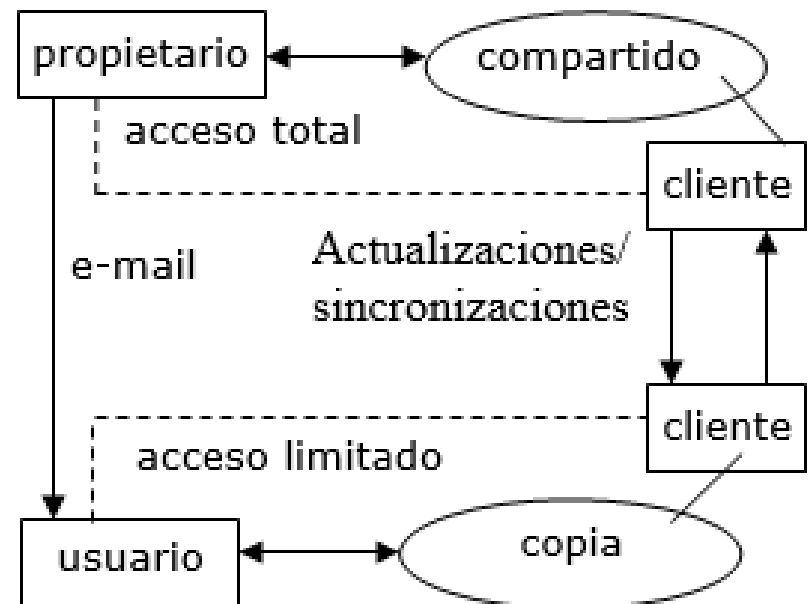 propietario
compartido
acceso total
cliente
e-mail
Actualizaciones/
sincronizaciones
cliente
acceso limitado
usuario
copia